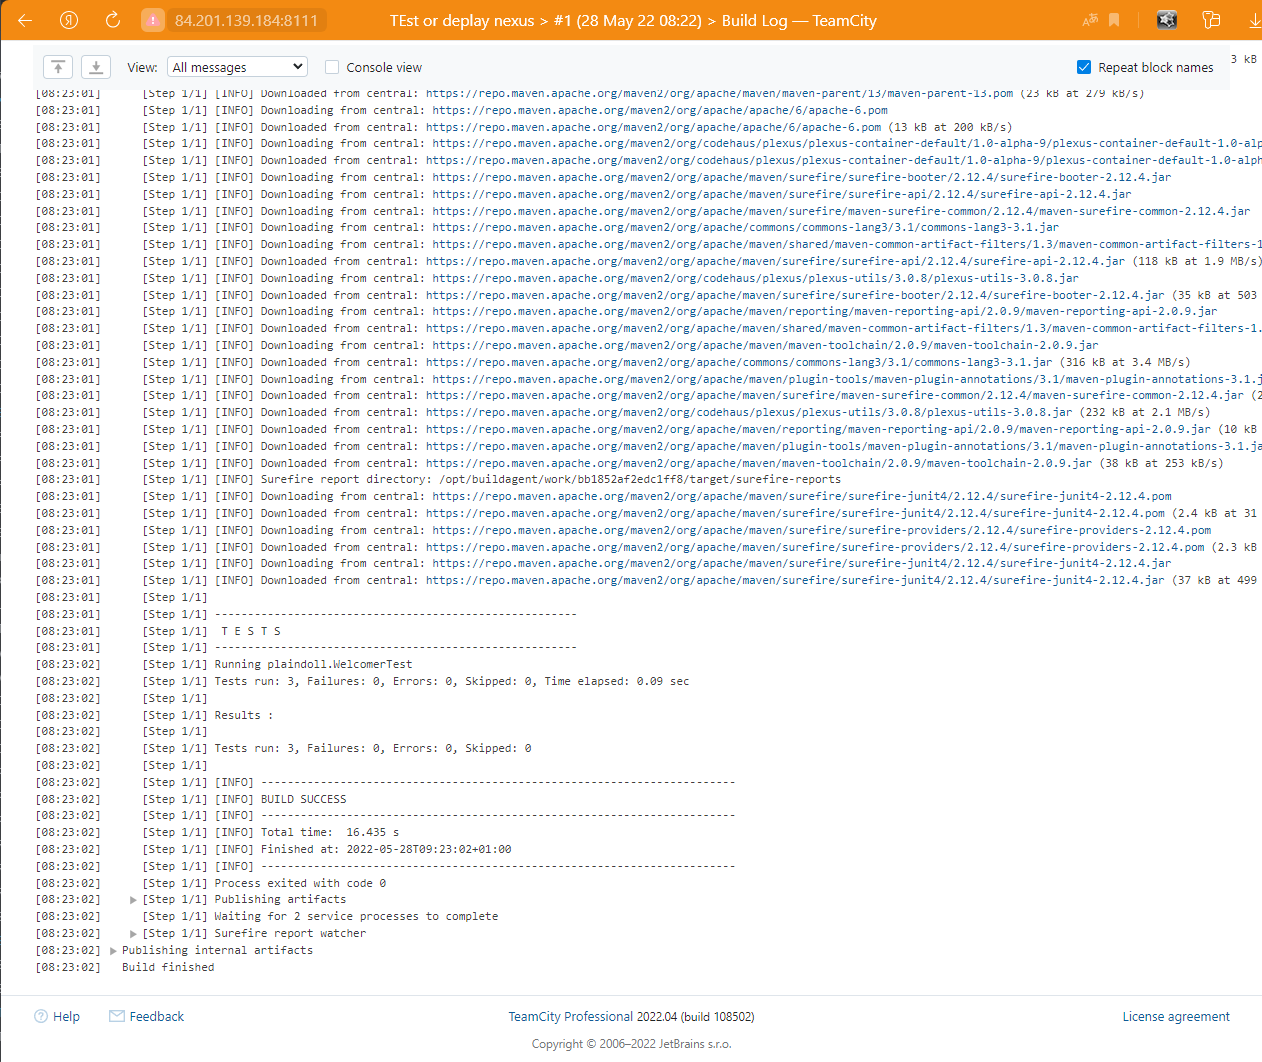 84.201.139.184:8111
TEst or deplay nexus > #1 (28 May 22 08:22) > Build Log — TeamCity
View: All messages Console view Repeat block names
3 kB
[08:23:01] [Step 1/1] [INFO] Downloaded from central: https://repo.maven.apache.org/maven2/org/apache/maven/maven-parent/13/maven-parent-13.pom (23 kB at 279 kB/s)
[08:23:01] [Step 1/1] [INFO] Downloading from central: https://repo.maven.apache.org/maven2/org/apache/apache/6/apache-6.pom
[08:23:01] [Step 1/1] [INFO] Downloaded from central: https://repo.maven.apache.org/maven2/org/apache/apache/6/apache-6.pom (13 kB at 200 kB/s)
[08:23:01] [Step 1/1] [INFO] Downloading from central: https://repo.maven.apache.org/maven2/org/codehaus/plexus/plexus-container-default/1.0-alpha-9/plexus-container-default-1.0-alp
[08:23:01] [Step 1/1] [INFO] Downloaded from central: https://repo.maven.apache.org/maven2/org/codehaus/plexus/plexus-container-default/1.0-alpha-9/plexus-container-default-1.0-alph
[08:23:01] [Step 1/1] [INFO] Downloading from central: https://repo.maven.apache.org/maven2/org/apache/maven/surefire/surefire-booter/2.12.4/surefire-booter-2.12.4.jar
[08:23:01] [Step 1/1] [INFO] Downloading from central: https://repo.maven.apache.org/maven2/org/apache/maven/surefire/surefire-api/2.12.4/surefire-api-2.12.4.jar
[08:23:01] [Step 1/1] [INFO] Downloading from central: https://repo.maven.apache.org/maven2/org/apache/maven/surefire/maven-surefire-common/2.12.4/maven-surefire-common-2.12.4.jar
[08:23:01] [Step 1/1] [INFO] Downloading from central: https://repo.maven.apache.org/maven2/org/apache/commons/commons-lang3/3.1/commons-lang3-3.1.jar
[08:23:01] [Step 1/1] [INFO] Downloading from central: https://repo.maven.apache.org/maven2/org/apache/maven/shared/maven-common-artifact-filters/1.3/maven-common-artifact-filters-1
[08:23:01] [Step 1/1] [INFO] Downloaded from central: https://repo.maven.apache.org/maven2/org/apache/maven/surefire/surefire-api/2.12.4/surefire-api-2.12.4.jar (118 kB at 1.9 MB/s)
[08:23:01] [Step 1/1] [INFO] Downloading from central: https://repo.maven.apache.org/maven2/org/codehaus/plexus/plexus-utils/3.0.8/plexus-utils-3.0.8.jar
[08:23:01] [Step 1/1] [INFO] Downloaded from central: https://repo.maven.apache.org/maven2/org/apache/maven/surefire/surefire-booter/2.12.4/surefire-booter-2.12.4.jar (35 kB at 503
[08:23:01] [Step 1/1] [INFO] Downloading from central: https://repo.maven.apache.org/maven2/org/apache/maven/reporting/maven-reporting-api/2.0.9/maven-reporting-api-2.0.9.jar
[08:23:01] [Step 1/1] [INFO] Downloaded from central: https://repo.maven.apache.org/maven2/org/apache/maven/shared/maven-common-artifact-filters/1.3/maven-common-artifact-filters-1.
[08:23:01] [Step 1/1] [INFO] Downloading from central: https://repo.maven.apache.org/maven2/org/apache/maven/maven-toolchain/2.0.9/maven-toolchain-2.0.9.jar
[08:23:01] [Step 1/1] [INFO] Downloaded from central: https://repo.maven.apache.org/maven2/org/apache/commons/commons-lang3/3.1/commons-lang3-3.1.jar (316 kB at 3.4 MB/s)
[08:23:01] [Step 1/1] [INFO] Downloading from central: https://repo.maven.apache.org/maven2/org/apache/maven/plugin-tools/maven-plugin-annotations/3.1/maven-plugin-annotations-3.1.j
[08:23:01] [Step 1/1] [INFO] Downloaded from central: https://repo.maven.apache.org/maven2/org/apache/maven/surefire/maven-surefire-common/2.12.4/maven-surefire-common-2.12.4.jar (2
[08:23:01] [Step 1/1] [INFO] Downloaded from central: https://repo.maven.apache.org/maven2/org/codehaus/plexus/plexus-utils/3.0.8/plexus-utils-3.0.8.jar (232 kB at 2.1 MB/s)
[08:23:01] [Step 1/1] [INFO] Downloaded from central: https://repo.maven.apache.org/maven2/org/apache/maven/reporting/maven-reporting-api/2.0.9/maven-reporting-api-2.0.9.jar (10 kB
[08:23:01] [Step 1/1] [INFO] Downloaded from central: https://repo.maven.apache.org/maven2/org/apache/maven/plugin-tools/maven-plugin-annotations/3.1/maven-plugin-annotations-3.1.ja
[08:23:01] [Step 1/1] [INFO] Downloaded from central: https://repo.maven.apache.org/maven2/org/apache/maven/maven-toolchain/2.0.9/maven-toolchain-2.0.9.jar (38 kB at 253 kB/s)
[08:23:01] [Step 1/1] [INFO] Surefire report directory: /opt/buildagent/work/bb1852af2edc1ff8/target/surefire-reports
[08:23:01] [Step 1/1] [INFO] Downloading from central: https://repo.maven.apache.org/maven2/org/apache/maven/surefire/surefire-junit4/2.12.4/surefire-junit4-2.12.4.pom
[08:23:01] [Step 1/1] [INFO] Downloaded from central: https://repo.maven.apache.org/maven2/org/apache/maven/surefire/surefire-junit4/2.12.4/surefire-junit4-2.12.4.pom (2.4 kB at 31
[08:23:01] [Step 1/1] [INFO] Downloading from central: https://repo.maven.apache.org/maven2/org/apache/maven/surefire/surefire-providers/2.12.4/surefire-providers-2.12.4.pom
[08:23:01] [Step 1/1] [INFO] Downloaded from central: https://repo.maven.apache.org/maven2/org/apache/maven/surefire/surefire-providers/2.12.4/surefire-providers-2.12.4.pom (2.3 kB
[08:23:01] [Step 1/1] [INFO] Downloading from central: https://repo.maven.apache.org/maven2/org/apache/maven/surefire/surefire-junit4/2.12.4/surefire-junit4-2.12.4.jar
[08:23:01] [Step 1/1] [INFO] Downloaded from central: https://repo.maven.apache.org/maven2/org/apache/maven/surefire/surefire-junit4/2.12.4/surefire-junit4-2.12.4.jar (37 kB at 499
[08:23:01] [Step 1/1]
[08:23:01] [Step 1/1] -------------------------------------------------------
[08:23:01] [Step 1/1] T E S T S
[08:23:01] [Step 1/1] -------------------------------------------------------
[08:23:02] [Step 1/1] Running plaindoll.WelcomerTest
[08:23:02] [Step 1/1] Tests run: 3, Failures: 0, Errors: 0, Skipped: 0, Time elapsed: 0.09 sec
[08:23:02] [Step 1/1]
[08:23:02] [Step 1/1] Results :
[08:23:02] [Step 1/1]
[08:23:02] [Step 1/1] Tests run: 3, Failures: 0, Errors: 0, Skipped: 0
[08:23:02] [Step 1/1]
[08:23:02] [Step 1/1] [INFO] ------------------------------------------------------------------------
[08:23:02] [Step 1/1] [INFO] BUILD SUCCESS
[08:23:02] [Step 1/1] [INFO] ------------------------------------------------------------------------
[08:23:02] [Step 1/1] [INFO] Total time: 16.435 s
[08:23:02] [Step 1/1] [INFO] Finished at: 2022-05-28T09:23:02+01:00
[08:23:02] [Step 1/1] [INFO] ------------------------------------------------------------------------
[08:23:02] [Step 1/1] Process exited with code 0
[08:23:02] [Step 1/1] Publishing artifacts
[08:23:02] [Step 1/1] Waiting for 2 service processes to complete
[08:23:02] [Step 1/1] Surefire report watcher
[08:23:02] Publishing internal artifacts
[08:23:02] Build finished
Help Feedback TeamCity Professional 2022.04 (build 108502) License agreement
Copyright © 2006–2022 JetBrains s.r.o.